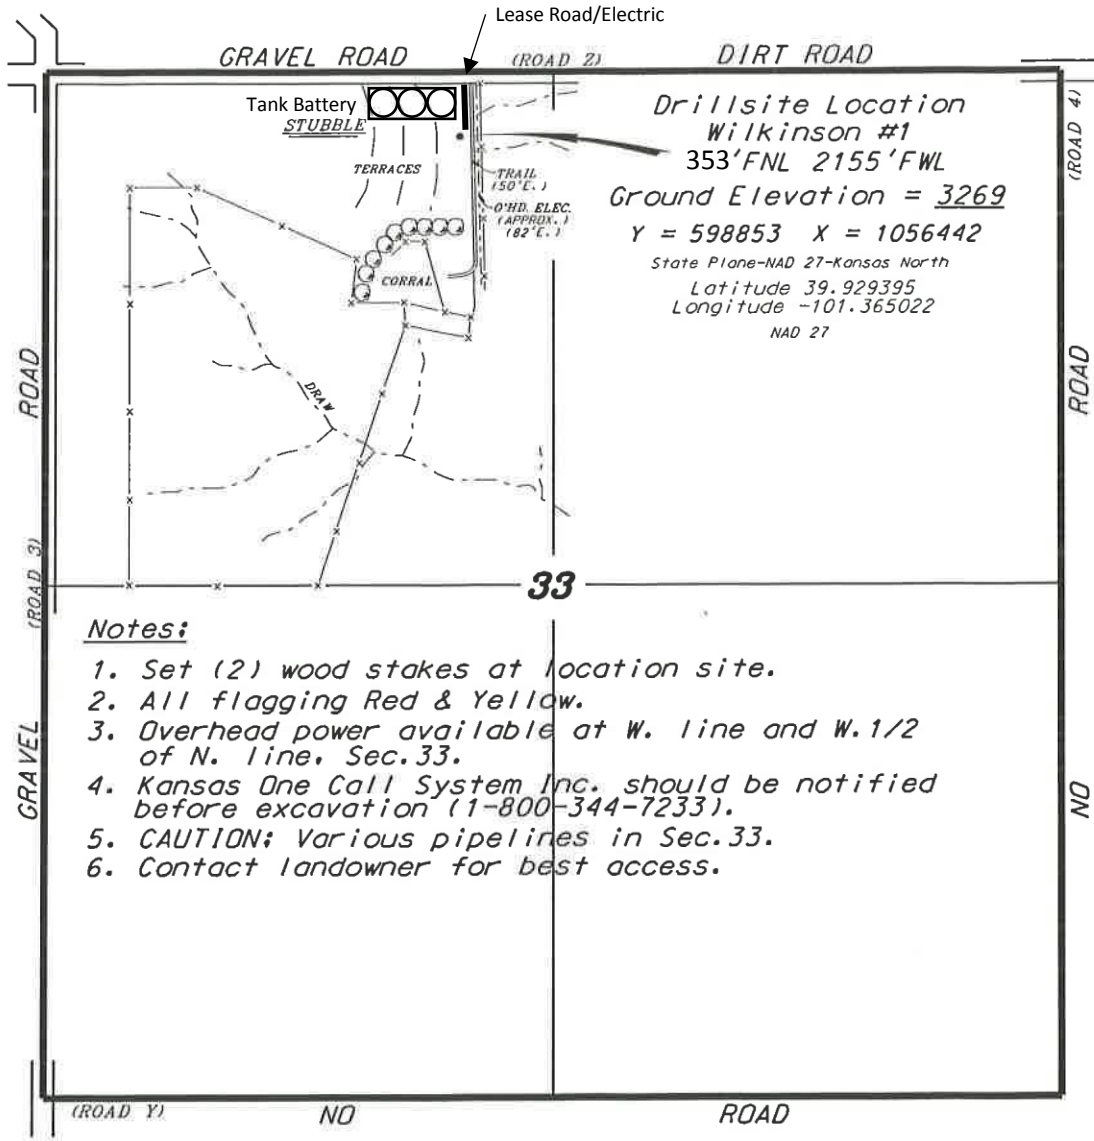 Lease Road/Electric
GRAVEL ROAD
(ROAD Z)
DIRT ROAD
Tank Battery
STUBBLE
TERRACES
TRAIL
(50'E.)
O'HD. ELEC.
(APPROX.)
(82'E.)
CORRAL
DRAW
Drillsite Location
Wilkinson #1
353'FNL 2155'FWL
Ground Elevation = 3269
Y = 598853 X = 1056442
State Plane-NAD 27-Kansas North
Latitude 39.929395
Longitude -101.365022
NAD 27
(ROAD 4)
ROAD
NO
ROAD
(ROAD 3)
GRAVEL
33
Notes:
1. Set (2) wood stakes at location site.
2. All flagging Red & Yellow.
3. Overhead power available at W. line and W.1/2
of N. line, Sec.33.
4. Kansas One Call System Inc. should be notified
before excavation (1-800-344-7233).
5. CAUTION: Various pipelines in Sec.33.
6. Contact landowner for best access.
(ROAD Y)
NO
ROAD